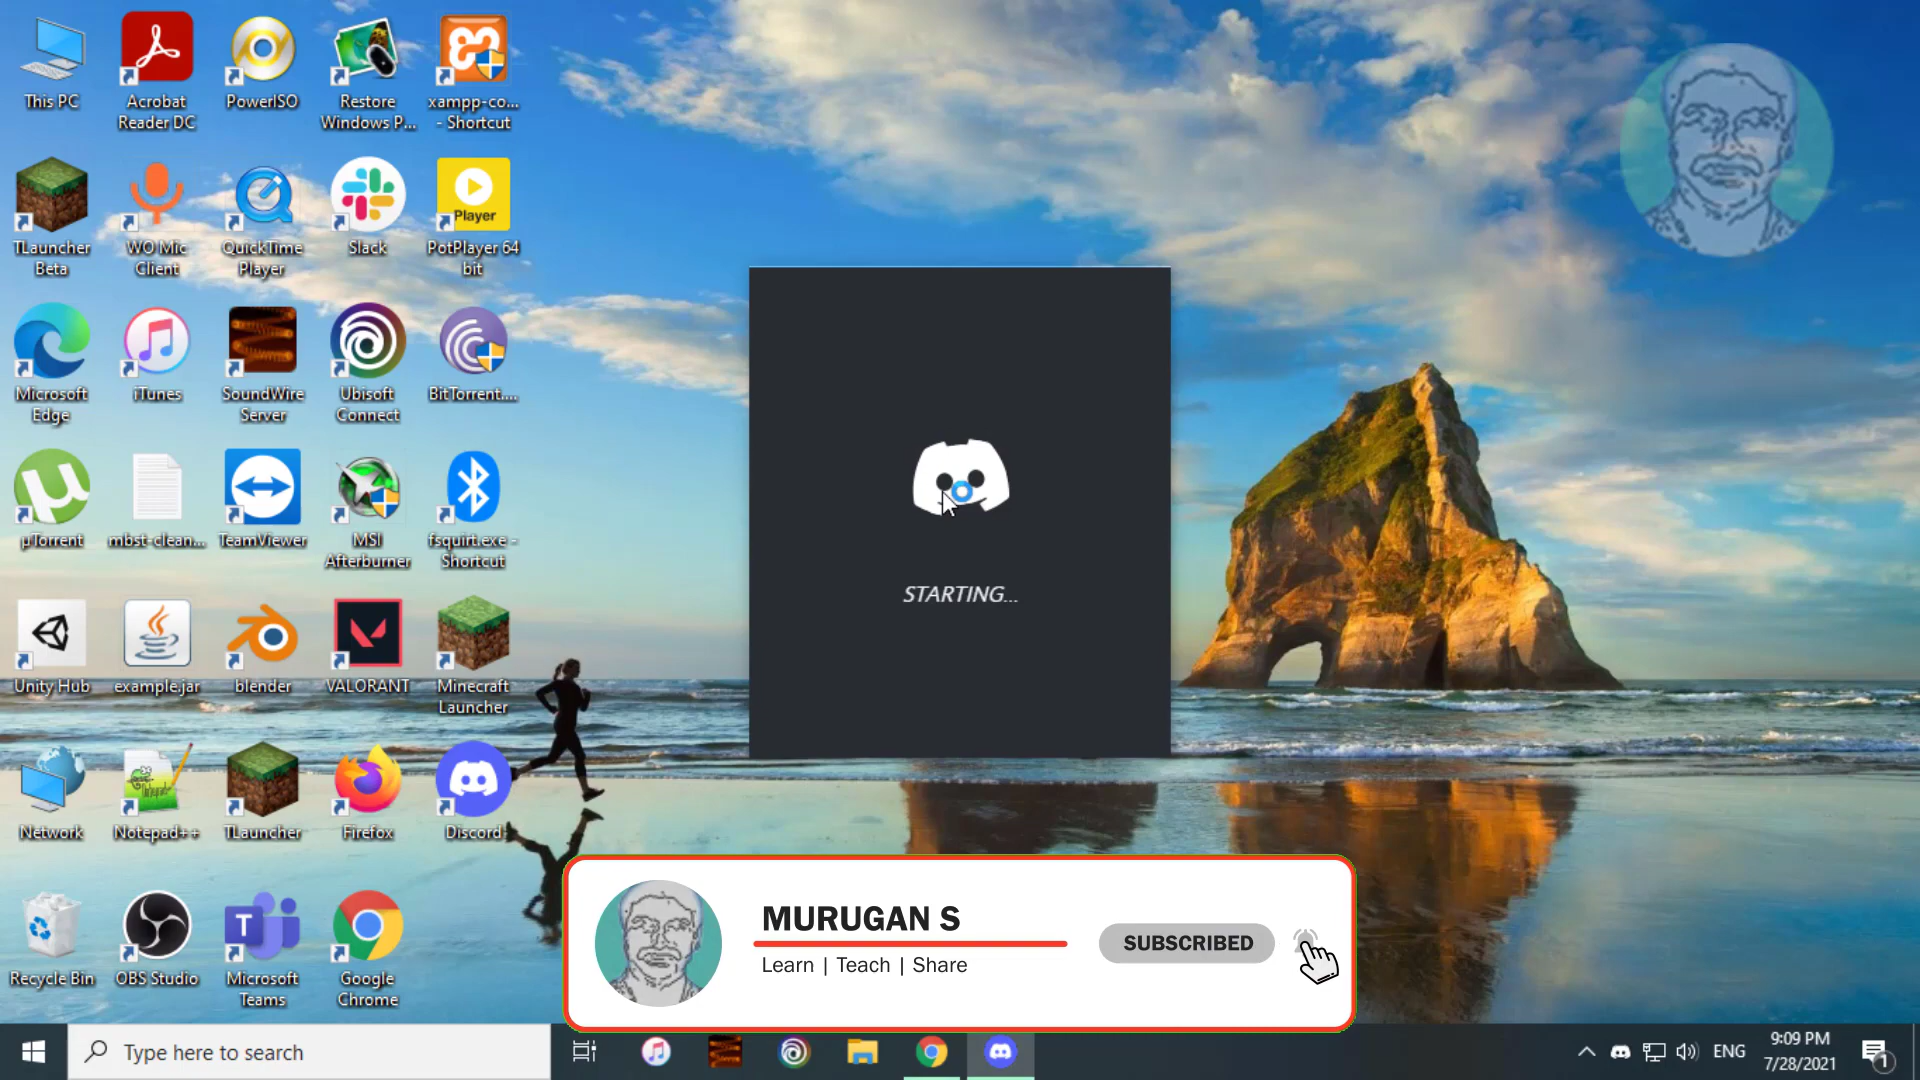 This PC
Acrobat
Reader DC
PowerISO
Restore
Windows P...
xampp-co...
- Shortcut
TLauncher
Beta
WO Mic
Client
QuickTime
Player
Slack
Player
PotPlayer 64
bit
Microsoft
Edge
iTunes
SoundWire
Server
Ubisoft
Connect
BitTorrent....
µTorrent
mbst-clean...
TeamViewer
MSI
Afterburner
fsquirt.exe -
Shortcut
Unity Hub
example.jar
blender
VALORANT
Minecraft
Launcher
Network
Notepad++
TLauncher
Firefox
Discord
Recycle Bin
OBS Studio
T
Microsoft
Teams
Google
Chrome
STARTING...
MURUGAN S
Learn | Teach | Share
SUBSCRIBED
Type here to search
ENG
9:09 PM
7/28/2021
1